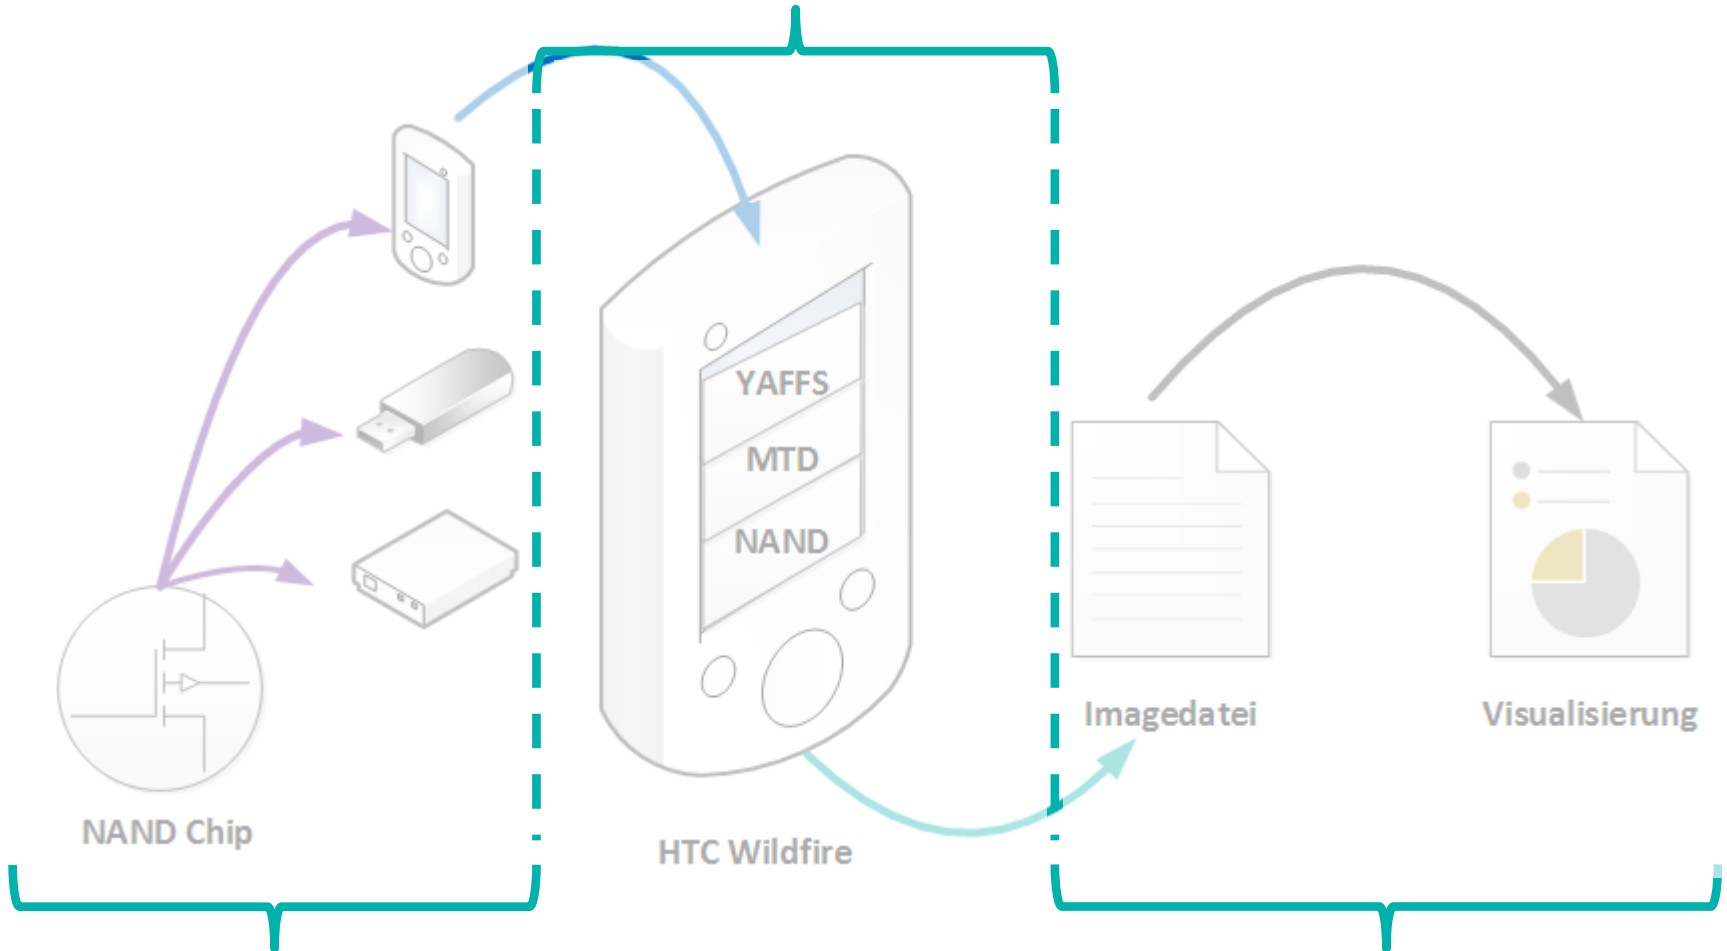 YAFFS
MTD
NAND
Imagedatei
Visualisierung
NAND Chip
HTC Wildfire